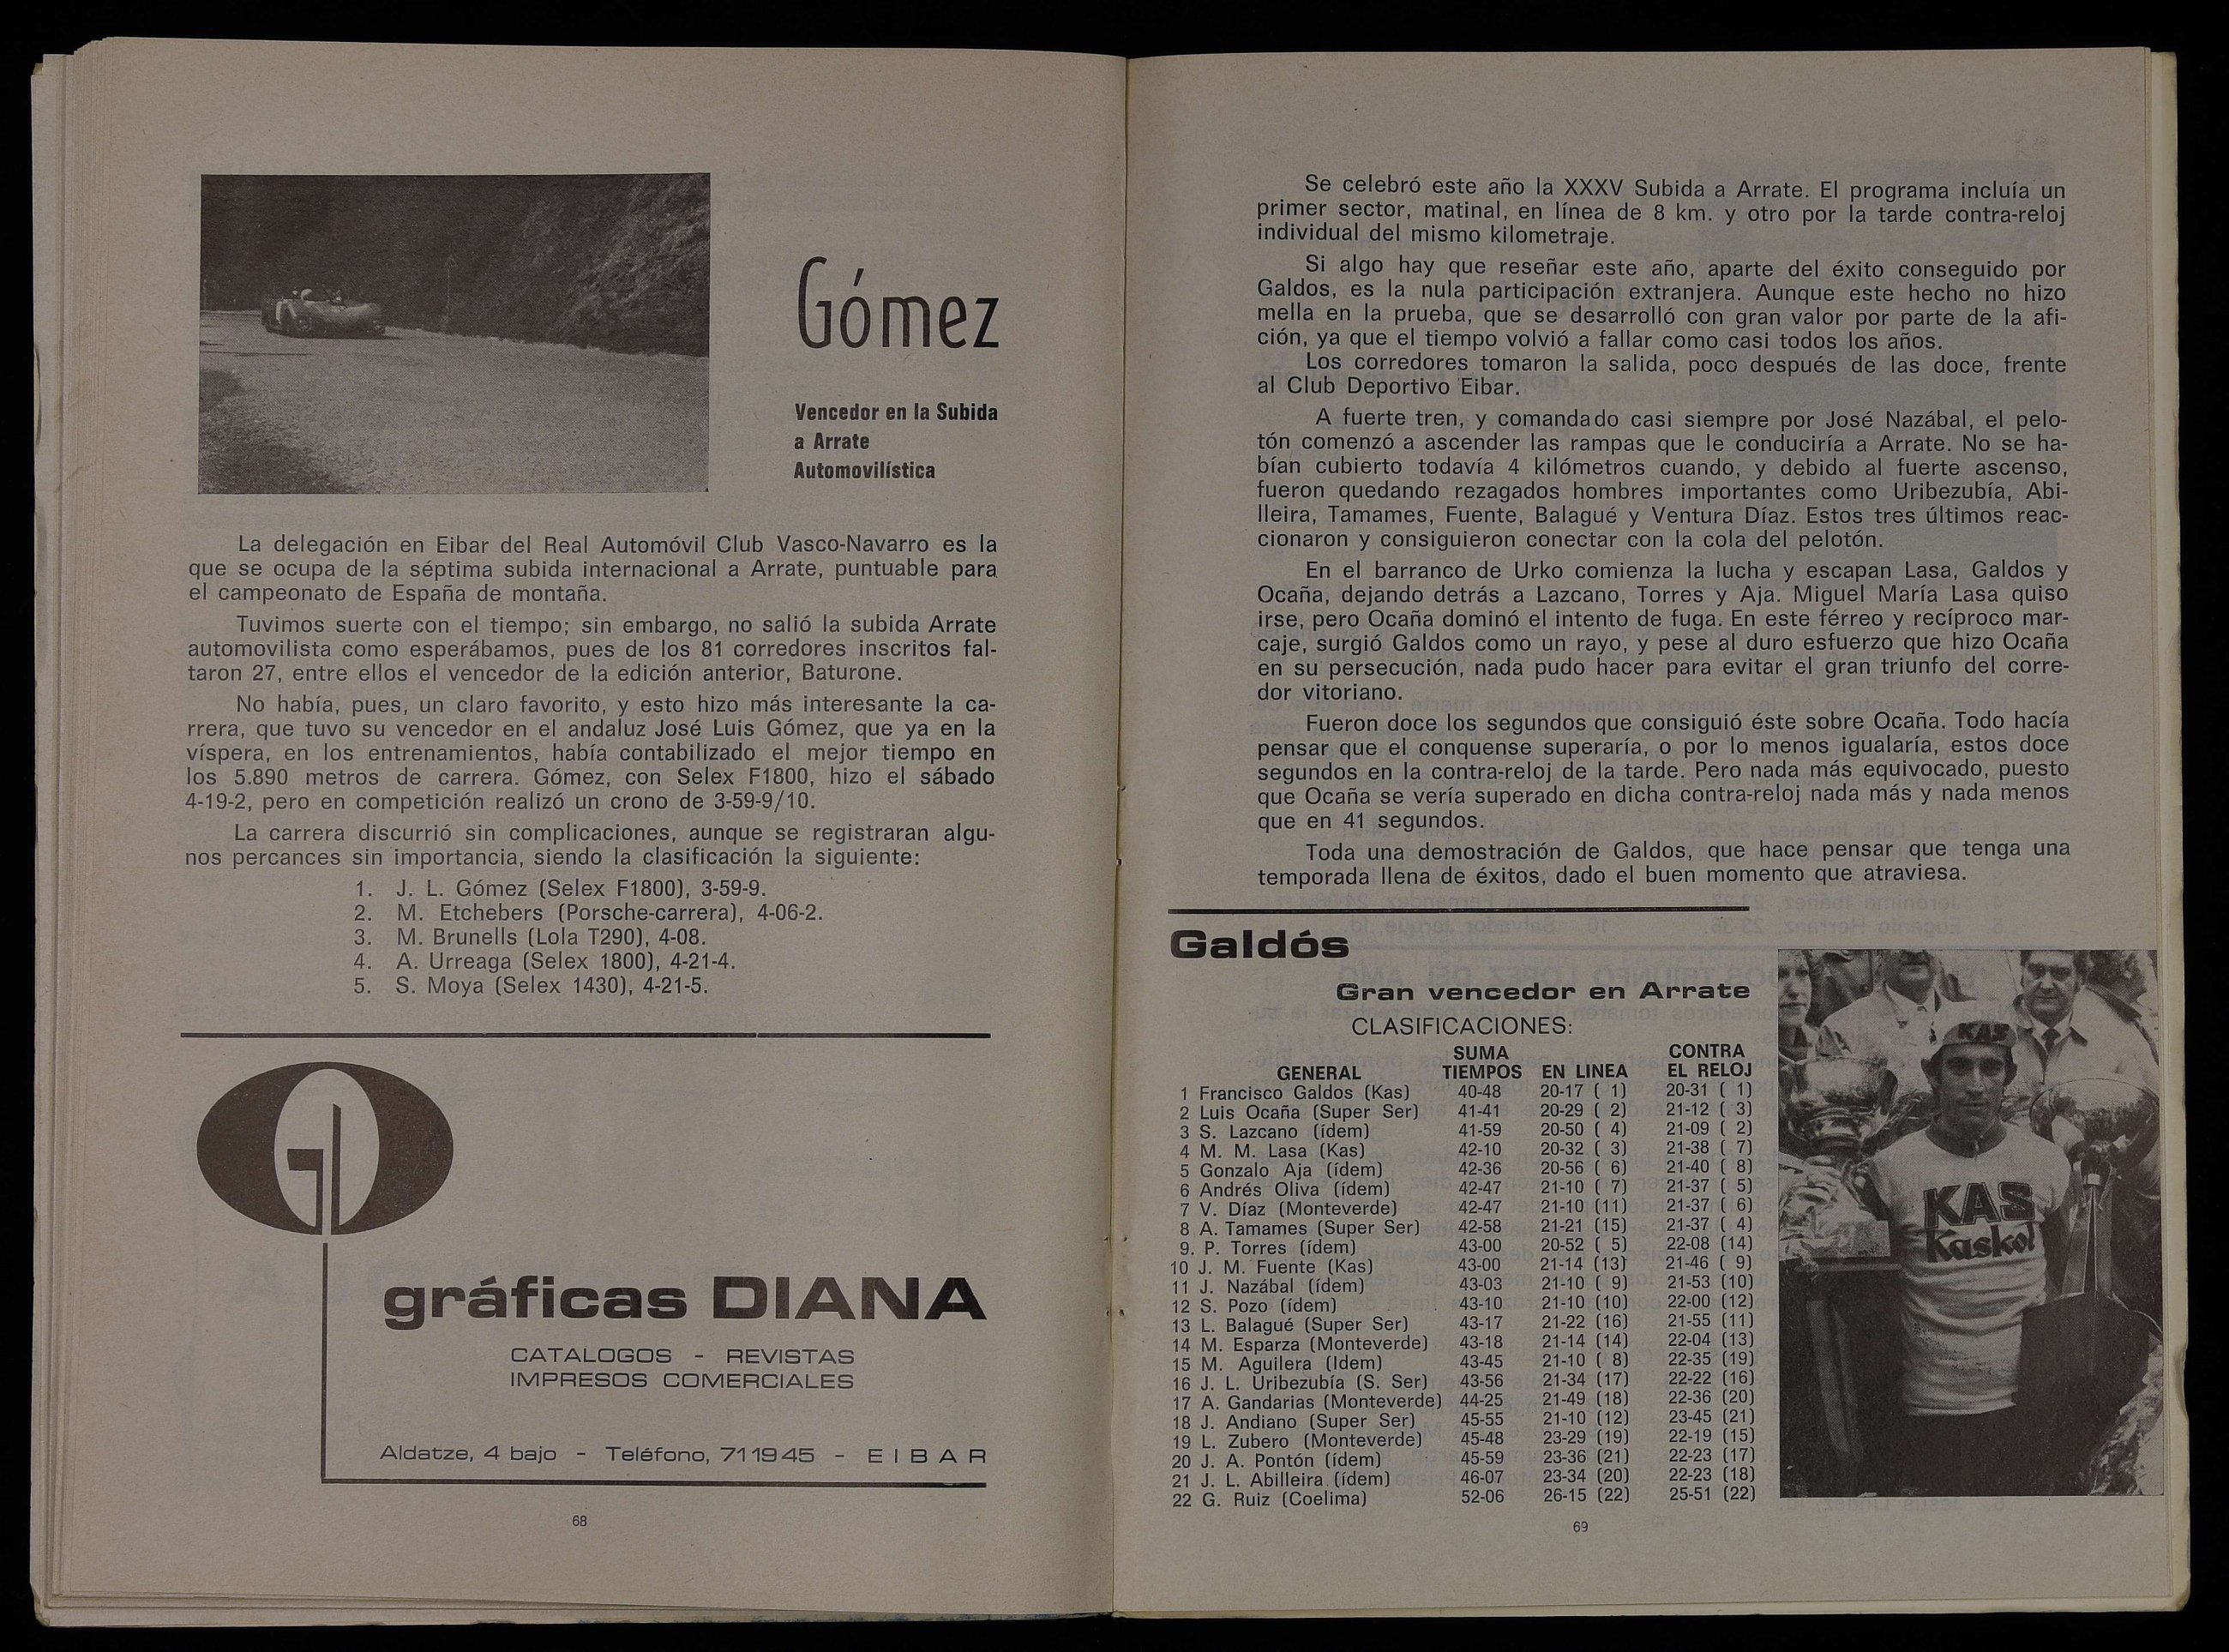 Gómez
Vencedor en la Subida
a Arrate
Automovilística
La delegación en Eibar del Real Automóvil Club Vasco-Navarro es la
que se ocupa de la séptima subida internacional a Arrate, puntuable para
el campeonato de España de montaña.
Tuvimos suerte con el tiempo; sin embargo, no salió la subida Arrate
automovilista como esperábamos, pues de los 81 corredores inscritos fal-
taron 27, entre ellos el vencedor de la edición anterior, Baturone.
No había, pues, un claro favorito, y esto hizo más interesante la ca-
rrera, que tuvo su vencedor en el andaluz José Luis Gómez, que ya en la
víspera, en los entrenamientos, había contabilizado el mejor tiempo en
los 5.890 metros de carrera. Gómez, con Selex F1800, hizo el sábado
4-19-2, pero en competición realizó un crono de 3-59-9/10.
La carrera discurrió sin complicaciones, aunque se registraran algu-
nos percances sin importancia, siendo la clasificación la siguiente:
1. J. L. Gómez (Selex F1800), 3-59-9.
2. M. Etchebers (Porsche-carrera), 4-06-2.
3. M. Brunells (Lola T290), 4-08.
4. A. Urreaga (Selex 1800), 4-21-4.
5. S. Moya (Selex 1430), 4-21-5.
gráficas DIANA
CATALOGOS - REVISTAS
IMPRESOS COMERCIALES
Aldatze, 4 bajo - Teléfono, 711945 - EIBAR
68
Se celebró este año la XXXV Subida a Arrate. El programa incluía un
primer sector, matinal, en línea de 8 km. y otro por la tarde contra-reloj
individual del mismo kilometraje.
Si algo hay que reseñar este año, aparte del éxito conseguido por
Galdos, es la nula participación extranjera. Aunque este hecho no hizo
mella en la prueba, que se desarrolló con gran valor por parte de la afi-
ción, ya que el tiempo volvió a fallar como casi todos los años.
Los corredores tomaron la salida, poco después de las doce, frente
al Club Deportivo Eibar.
A fuerte tren, y comandado casi siempre por José Nazábal, el pelo-
tón comenzó a ascender las rampas que le conduciría a Arrate. No se ha-
bían cubierto todavía 4 kilómetros cuando, y debido al fuerte ascenso,
fueron quedando rezagados hombres importantes como Uribezubía, Abi-
lleira, Tamames, Fuente, Balagué y Ventura Díaz. Estos tres últimos reac-
cionaron y consiguieron conectar con la cola del pelotón.
En el barranco de Urko comienza la lucha y escapan Lasa, Galdos y
Ocaña, dejando detrás a Lazcano, Torres y Aja. Miguel María Lasa quiso
irse, pero Ocaña dominó el intento de fuga. En este férreo y recíproco mar-
caje, surgió Galdos como un rayo, y pese al duro esfuerzo que hizo Ocaña
en su persecución, nada pudo hacer para evitar el gran triunfo del corre-
dor vitoriano.
Fueron doce los segundos que consiguió éste sobre Ocaña. Todo hacía
pensar que el conquense superaría, o por lo menos igualaría, estos doce
segundos en la contra-reloj de la tarde. Pero nada más equivocado, puesto
que Ocaña se vería superado en dicha contra-reloj nada más y nada menos
que en 41 segundos.
Toda una demostración de Galdos, que hace pensar que tenga una
temporada llena de éxitos, dado el buen momento que atraviesa.
Galdós
Gran vencedor en Arrate
CLASIFICACIONES:
SUMA CONTRA
GENERAL TIEMPOS EN LINEA EL RELOJ
1 Francisco Galdos (Kas) 40-48 20-17 ( 1) 20-31 ( 1)
2 Luis Ocaña (Super Ser) 41-41 20-29 ( 2) 21-12 ( 3)
3 S. Lazcano (ídem) 41-59 20-50 ( 4) 21-09 ( 2)
4 M. M. Lasa (Kas) 42-10 20-32 ( 3) 21-38 ( 7)
5 Gonzalo Aja (ídem) 42-36 20-56 ( 6) 21-40 ( 8)
6 Andrés Oliva (ídem) 42-47 21-10 ( 7) 21-37 ( 5)
7 V. Díaz (Monteverde) 42-47 21-10 (11) 21-37 ( 6)
8 A. Tamames (Super Ser) 42-58 21-21 (15) 21-37 ( 4)
9. P. Torres (ídem) 43-00 20-52 ( 5) 22-08 (14)
10 J. M. Fuente (Kas) 43-00 21-14 (13) 21-46 ( 9)
11 J. Nazábal (ídem) 43-03 21-10 ( 9) 21-53 (10)
12 S. Pozo (ídem) 43-10 21-10 (10) 22-00 (12)
13 L. Balagué (Super Ser) 43-17 21-22 (16) 21-55 (11)
14 M. Esparza (Monteverde) 43-18 21-14 (14) 22-04 (13)
15 M. Aguilera (Idem) 43-45 21-10 ( 8) 22-35 (19)
16 J. L. Uribezubía (S. Ser) 43-56 21-34 (17) 22-22 (16)
17 A. Gandarias (Monteverde) 44-25 21-49 (18) 22-36 (20)
18 J. Andiano (Super Ser) 45-55 21-10 (12) 23-45 (21)
19 L. Zubero (Monteverde) 45-48 23-29 (19) 22-19 (15)
20 J. A. Pontón (ídem) 45-59 23-36 (21) 22-23 (17)
21 J. L. Abilleira (ídem) 46-07 23-34 (20) 22-23 (18)
22 G. Ruiz (Coelima) 52-06 26-15 (22) 25-51 (22)
KAS
KAS
Kaskol
69